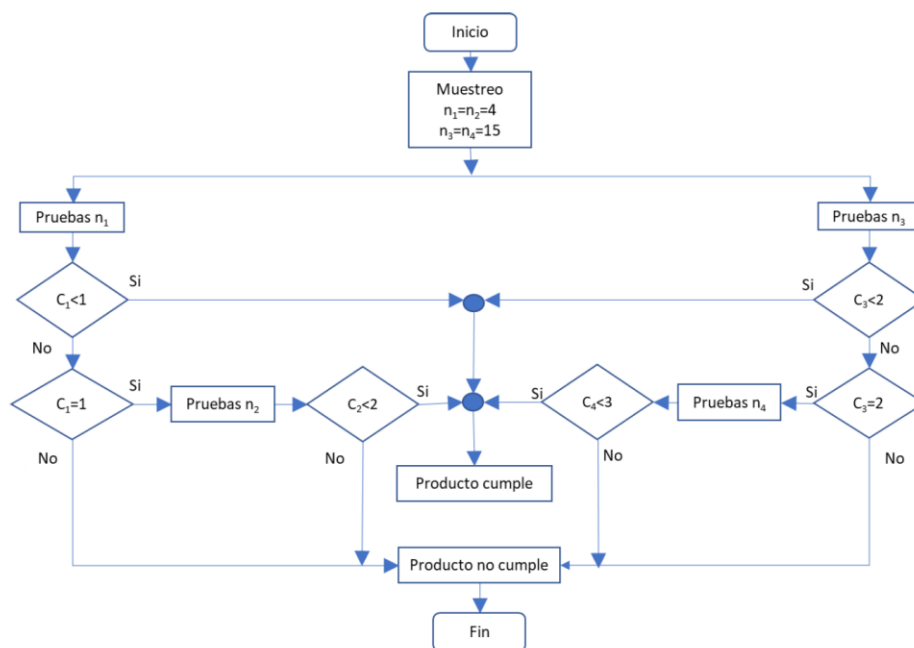 Inicio
Muestreo
n₁=n₂=4
n₃=n₄=15
Pruebas n₁
Pruebas n₃
C₁<1
Si
Si
C₃<2
No
No
C₁=1
Si
Pruebas n₂
C₂<2
Si
Si
C₄<3
Pruebas n₄
Si
C₃=2
No
No
No
No
Producto cumple
Producto no cumple
Fin